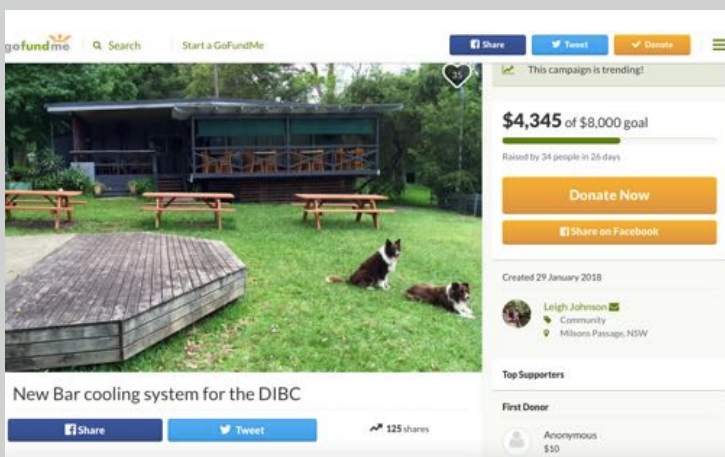 gofundme
Search
Start a GoFundMe
Share
Tweet
Donate
35
This campaign is trending!
$4,345 of $8,000 goal
Raised by 34 people in 26 days
Donate Now
Share on Facebook
Created 29 January 2018
Leigh Johnson
Community
Milsons Passage, NSW
New Bar cooling system for the DIBC
Share
Tweet
125 shares
Top Supporters
First Donor
Anonymous
$10